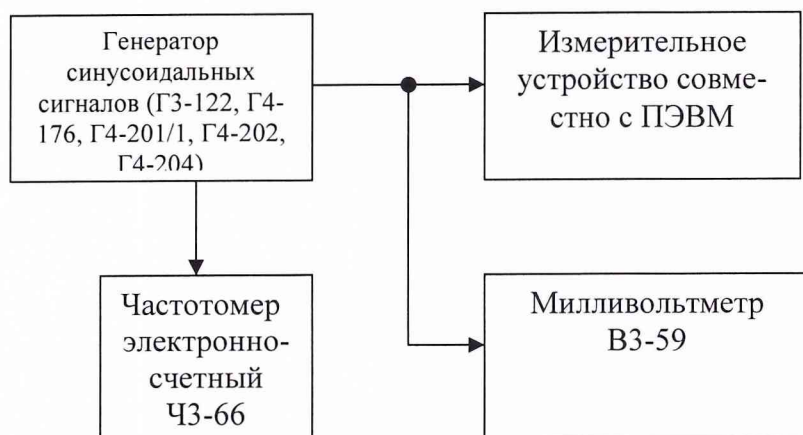 Генератор
синусоидальных
сигналов (Г3-122, Г4-
176, Г4-201/1, Г4-202,
Г4-204)
Измерительное
устройство совме-
стно с ПЭВМ
Частотомер
электронно-
счетный
Ч3-66
Милливольтметр
В3-59